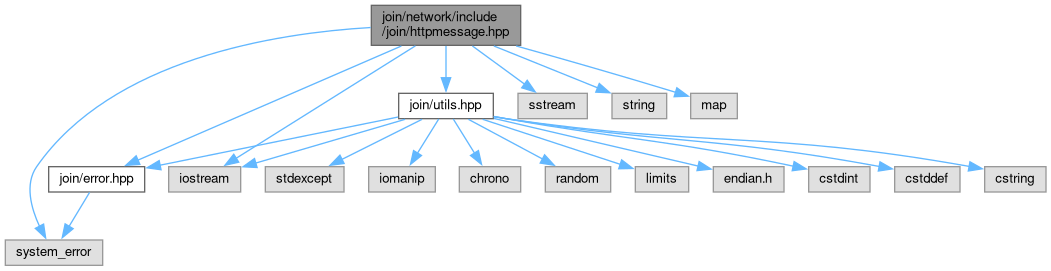 join/network/include
/join/httpmessage.hpp
join/utils.hpp
sstream
string
map
join/error.hpp
iostream
stdexcept
iomanip
chrono
random
limits
endian.h
cstdint
cstddef
cstring
system_error